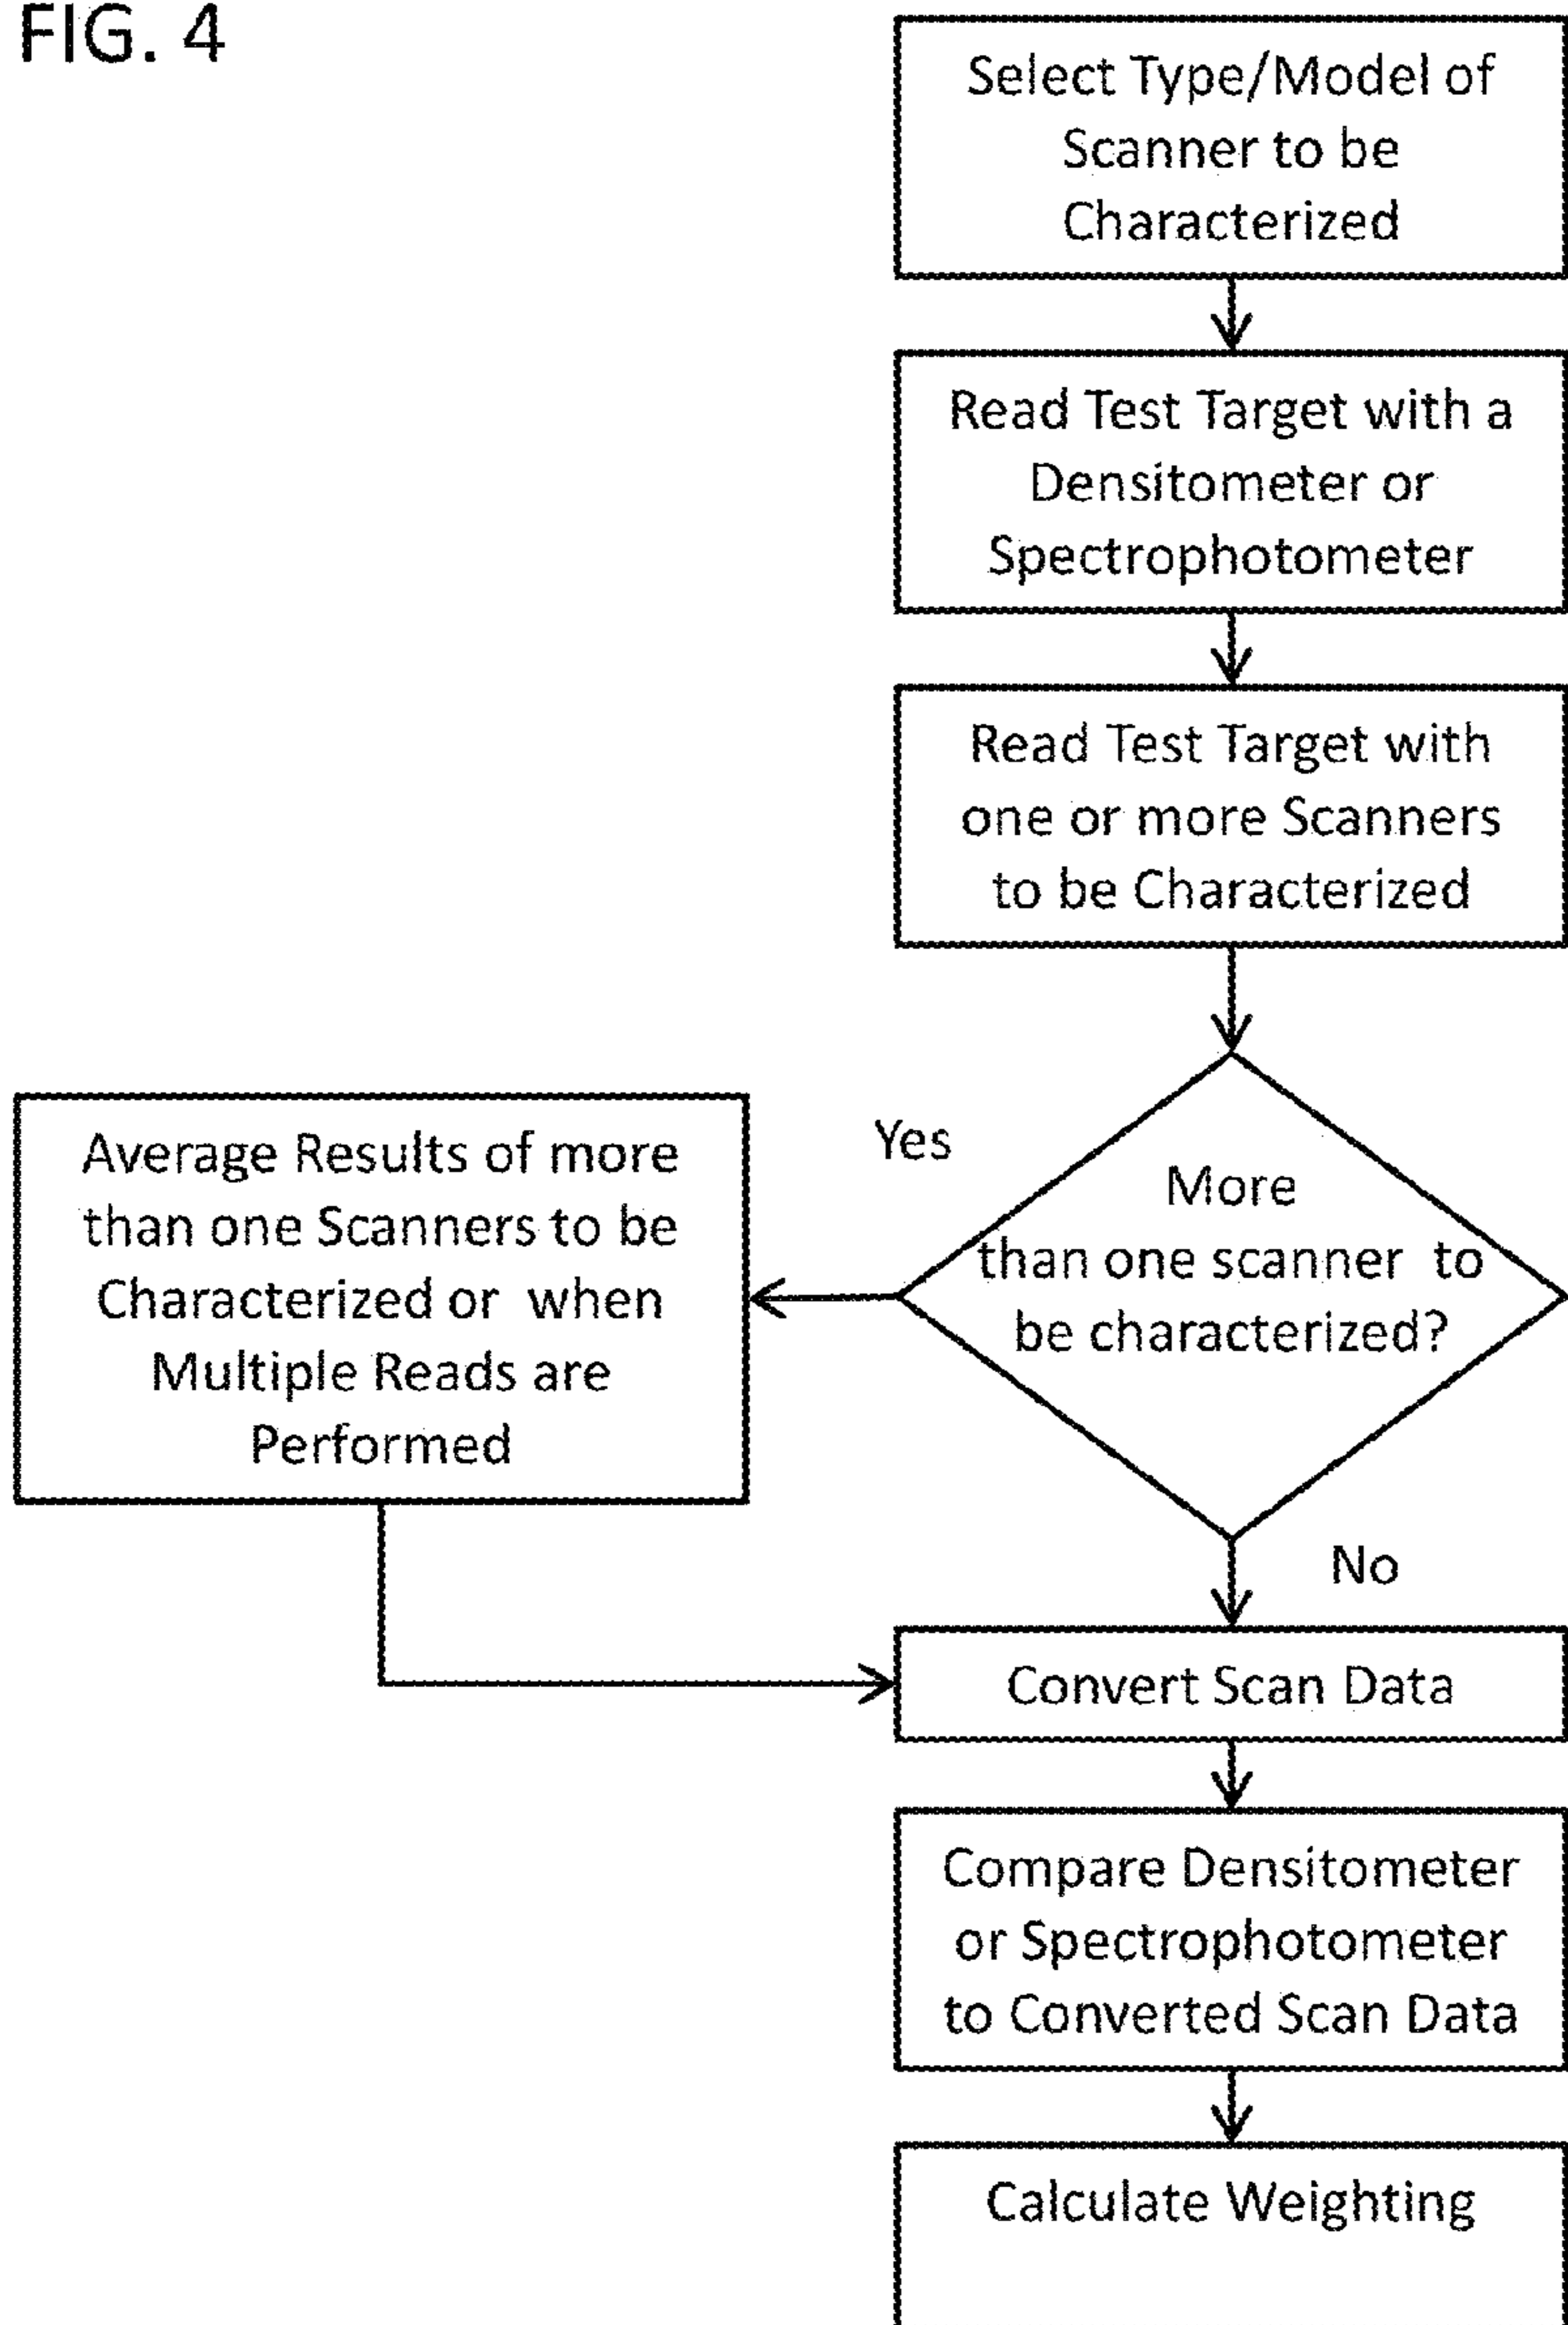 FIG. 4
Select Type/Model of
Scanner to be
Characterized
Read Test Target with a
Densitometer or
Spectrophotometer
Read Test Target with
one or more Scanners
to be Characterized
More
than one scanner to
be characterized?
Yes
Average Results of more
than one Scanners to be
Characterized or when
Multiple Reads are
Performed
No
Convert Scan Data
Compare Densitometer
or Spectrophotometer
to Converted Scan Data
Calculate Weighting